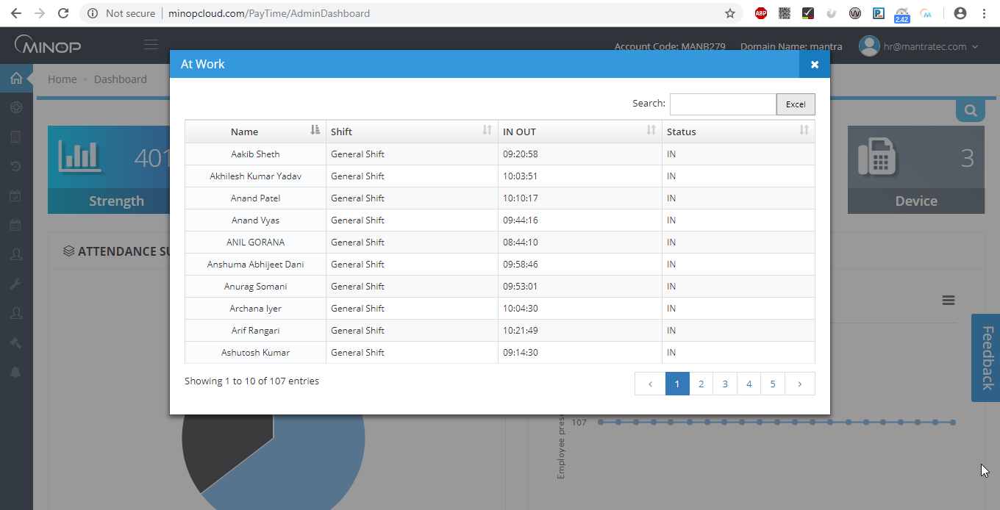 Not secure | minopcloud.com/PayTime/AdminDashboard
ABP
W
P
2.42
MINOP
Account Code: MANB279 Domain Name: mantra hr@mantratec.com
Home Dashboard
At Work
Search: Excel
401
Strength
3
Device
Name Shift IN OUT Status
Aakib Sheth General Shift 09:20:58 IN
Akhilesh Kumar Yadav General Shift 10:03:51 IN
Anand Patel General Shift 10:10:17 IN
Anand Vyas General Shift 09:44:16 IN
ANIL GORANA General Shift 08:44:10 IN
Anshuma Abhijeet Dani General Shift 09:58:46 IN
Anurag Somani General Shift 09:53:01 IN
Archana Iyer General Shift 10:04:30 IN
Arif Rangari General Shift 10:21:49 IN
Ashutosh Kumar General Shift 09:14:30 IN
Showing 1 to 10 of 107 entries
‹ 1 2 3 4 5 ›
ATTENDANCE SU
Feedback
Employee prese
107